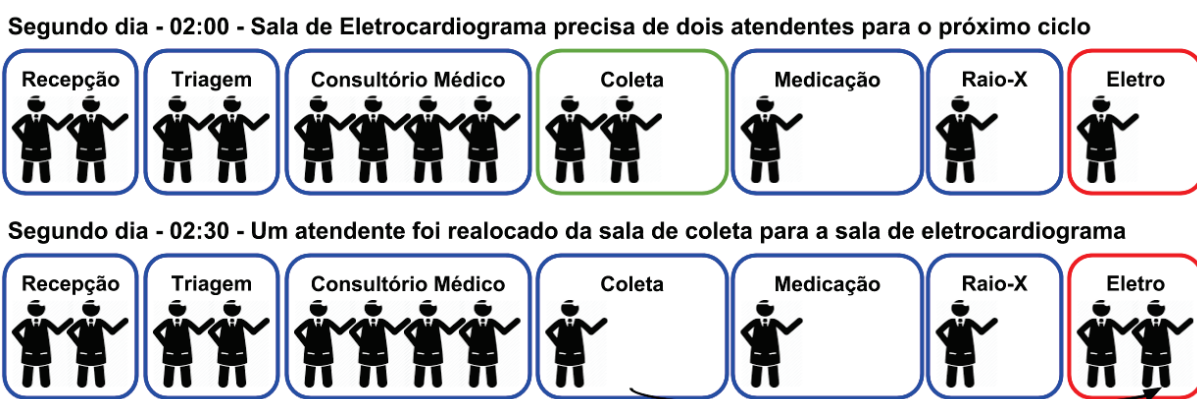 Segundo dia - 02:00 - Sala de Eletrocardiograma precisa de dois atendentes para o próximo ciclo
Recepção Triagem Consultório Médico Coleta Medicação Raio-X Eletro
Segundo dia - 02:30 - Um atendente foi realocado da sala de coleta para a sala de eletrocardiograma
Recepção Triagem Consultório Médico Coleta Medicação Raio-X Eletro